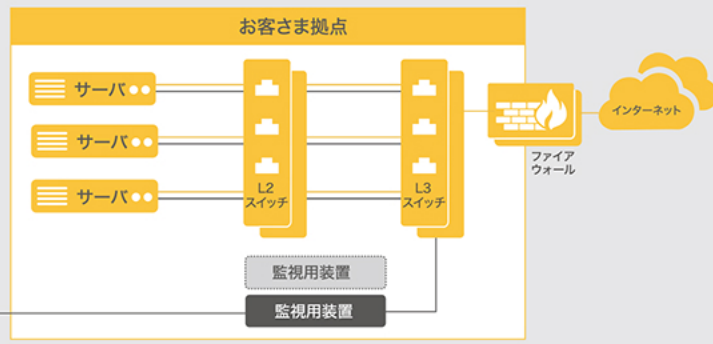 お客さま拠点
サーバ
サーバ
サーバ
L2
スイッチ
L3
スイッチ
ファイア
ウォール
インターネット
監視用装置
監視用装置